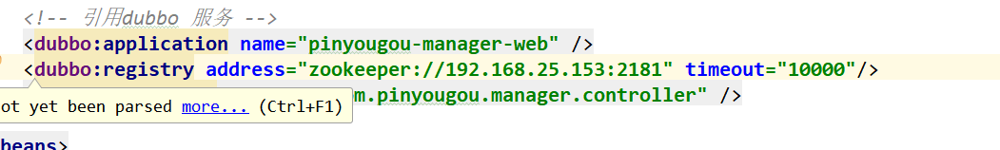 <!-- 引用dubbo 服务 -->
<dubbo:application name="pinyougou-manager-web" />
<dubbo:registry address="zookeeper://192.168.25.153:2181" timeout="10000"/>
ot yet been parsed more... (Ctrl+F1) m.pinyougou.manager.controller" />
beans>